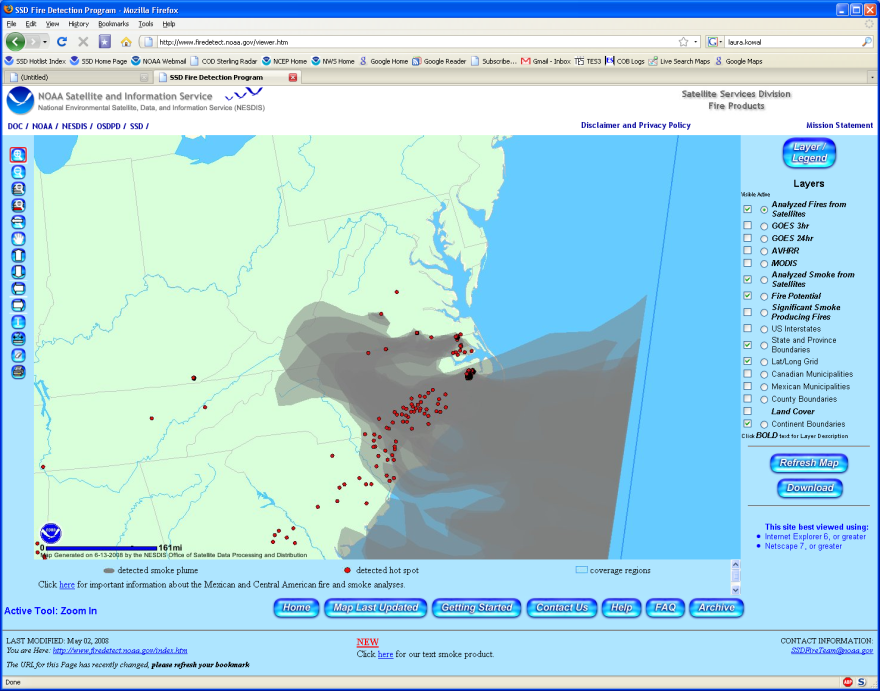 SSD Fire Detection Program - Mozilla Firefox
File Edit View History Bookmarks Tools Help
http://www.firedetect.noaa.gov/viewer.htm
laura.kowal
SSD Hotlist Index SSD Home Page NOAA Webmail COD Sterling Radar NCEP Home NWS Home Google Home Google Reader Subscribe... Gmail - Inbox TES3 COB Logs Live Search Maps Google Maps
(Untitled) SSD Fire Detection Program
NOAA Satellite and Information Service
National Environmental Satellite, Data, and Information Service (NESDIS)
Satellite Services Division
Fire Products
DOC / NOAA / NESDIS / OSDPD / SSD /
Disclaimer and Privacy Policy
Mission Statement
Layer /
Legend
Layers
Visible Active
Analyzed Fires from
Satellites
GOES 3hr
GOES 24hr
AVHRR
MODIS
Analyzed Smoke from
Satellites
Fire Potential
Significant Smoke
Producing Fires
US Interstates
State and Province
Boundaries
Lat/Long Grid
Canadian Municipalities
Mexican Municipalities
County Boundaries
Land Cover
Continent Boundaries
Click BOLD text for Layer Description
Refresh Map
Download
This site best viewed using:
Internet Explorer 6, or greater
Netscape 7, or greater
0 161mi
Map Generated on 6-13-2008 by the NESDIS Office of Satellite Data Processing and Distribution
detected smoke plume detected hot spot coverage regions
Click here for important information about the Mexican and Central American fire and smoke analyses.
Active Tool: Zoom In
Home Map Last Updated Getting Started Contact Us Help FAQ Archive
LAST MODIFIED: May 02, 2008
You are Here: http://www.firedetect.noaa.gov/index.htm
The URL for this Page has recently changed, please refresh your bookmark
NEW
Click here for our text smoke product.
CONTACT INFORMATION:
SSDFireTeam@noaa.gov
Done
ABP